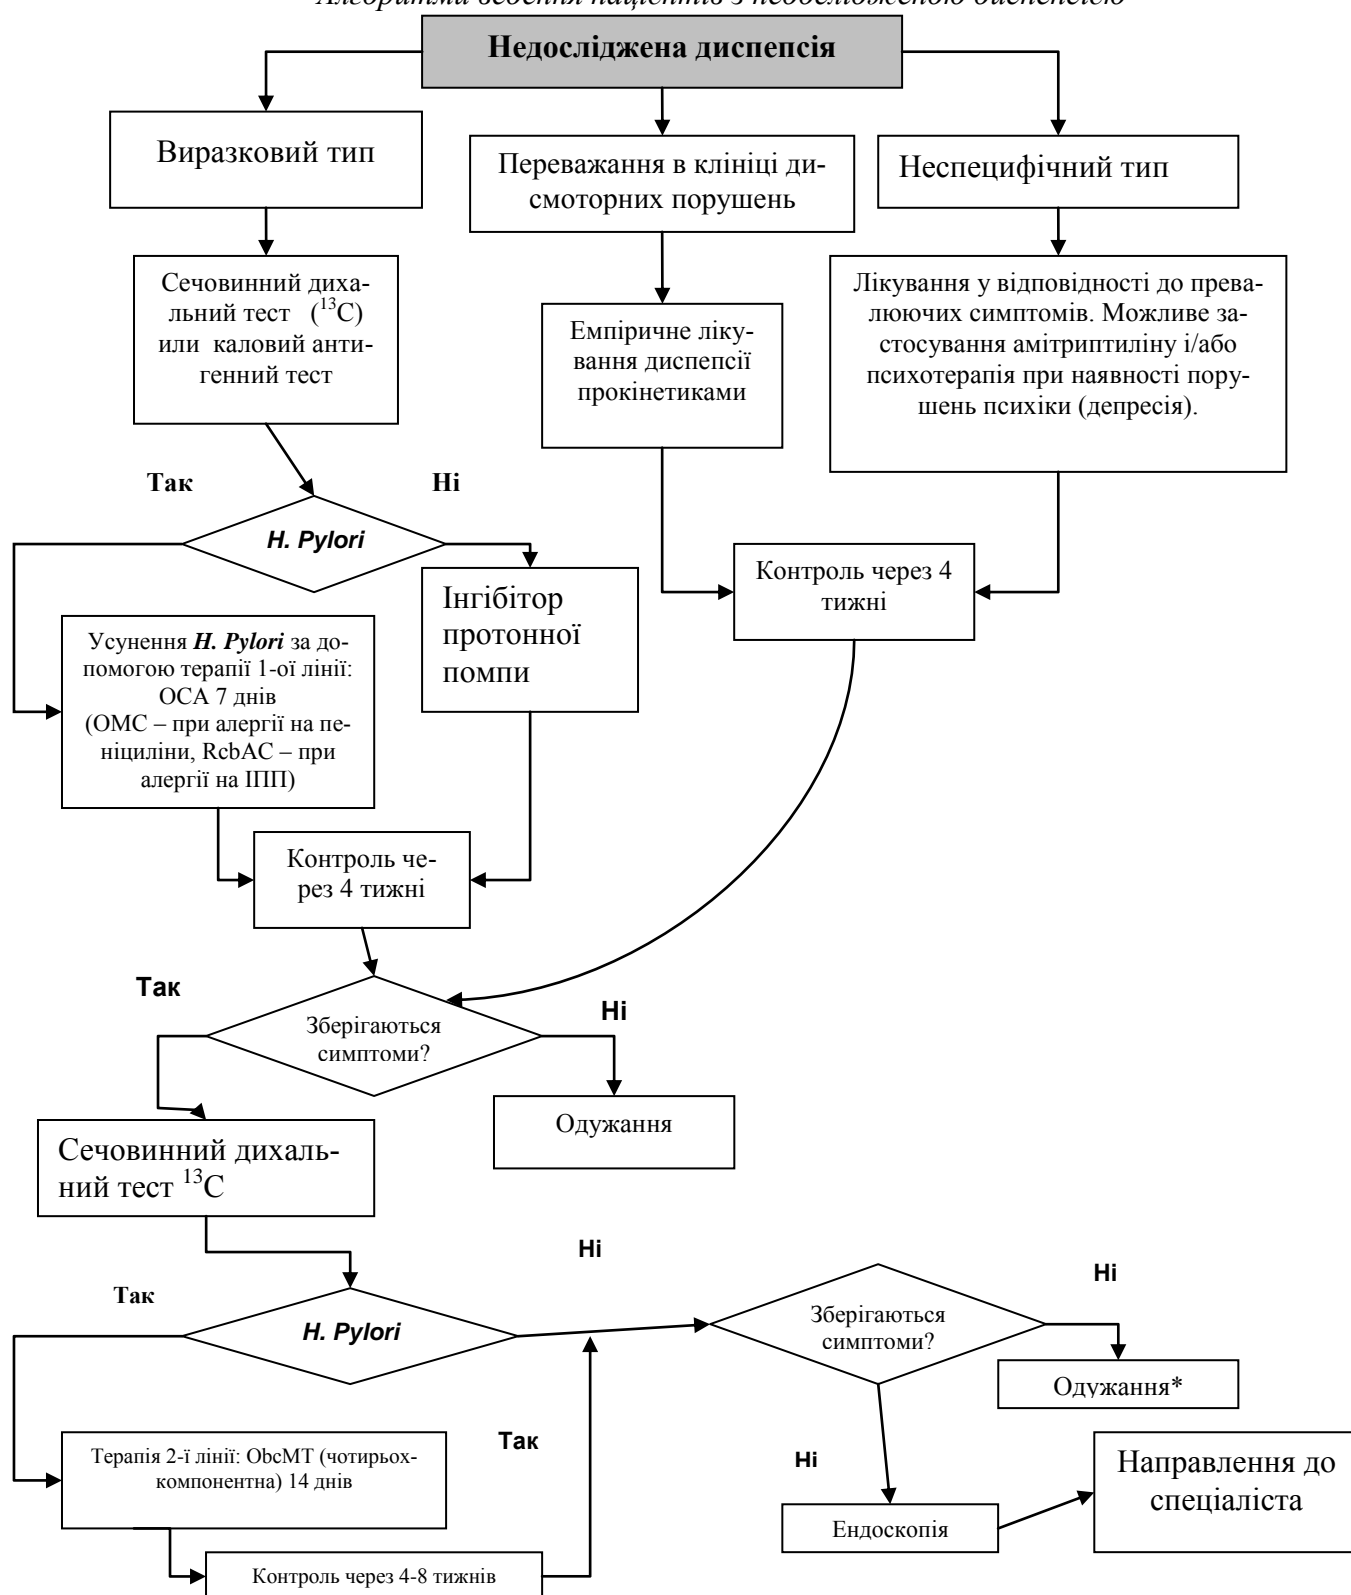 Алгоритми ведення пацієнтів з недослідженою диспепсією
Недосліджена диспепсія
Виразковий тип
Переважання в клініці ди-
смоторних порушень
Неспецифічний тип
Сечовинний диха-
льний тест (¹³С)
или каловий анти-
генний тест
Емпіричне ліку-
вання диспепсії
прокінетиками
Лікування у відповідності до прева-
люючих симптомів. Можливе за-
стосування амітриптиліну і/або
психотерапія при наявності пору-
шень психіки (депресія).
Так
Ні
H. Pylori
Інгібітор
протонної
помпи
Контроль через 4
тижні
Усунення H. Pylori за до-
помогою терапії 1-ої лінії:
ОСА 7 днів
(ОМС – при алергії на пе-
ніциліни, RcbAC – при
алергії на ІПП)
Контроль че-
рез 4 тижні
Так
Ні
Зберігаються
симптоми?
Одужання
Сечовинний дихаль-
ний тест ¹³С
Ні
Так
Ні
H. Pylori
Зберігаються
симптоми?
Одужання*
Терапія 2-ї лінії: ObcMT (чотирьох-
компонентна) 14 днів
Так
Ні
Направлення до
спеціаліста
Ендоскопія
Контроль через 4-8 тижнів